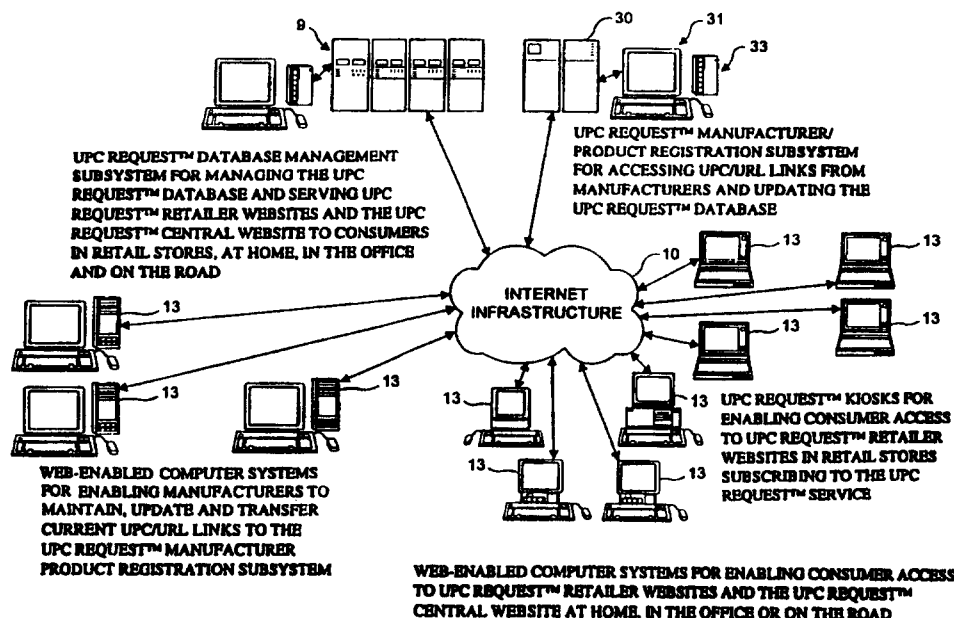 9
30
31
33
UPC REQUEST™ DATABASE MANAGEMENT
SUBSYSTEM FOR MANAGING THE UPC
REQUEST™ DATABASE AND SERVING UPC
REQUEST™ RETAILER WEBSITES AND THE UPC
REQUEST™ CENTRAL WEBSITE TO CONSUMERS
IN RETAIL STORES, AT HOME, IN THE OFFICE
AND ON THE ROAD
UPC REQUEST™ MANUFACTURER/
PRODUCT REGISTRATION SUBSYSTEM
FOR ACCESSING UPC/URL LINKS FROM
MANUFACTURERS AND UPDATING THE
UPC REQUEST™ DATABASE
10
13
13
INTERNET
INFRASTRUCTURE
13
13
13
13
13
13
13
13
13
UPC REQUEST™ KIOSKS FOR
ENABLING CONSUMER ACCESS
TO UPC REQUEST™ RETAILER
WEBSITES IN RETAIL STORES
SUBSCRIBING TO THE UPC
REQUEST™ SERVICE
WEB-ENABLED COMPUTER SYSTEMS
FOR ENABLING MANUFACTURERS TO
MAINTAIN, UPDATE AND TRANSFER
CURRENT UPC/URL LINKS TO THE
UPC REQUEST™ MANUFACTURER
PRODUCT REGISTRATION SUBSYSTEM
WEB-ENABLED COMPUTER SYSTEMS FOR ENABLING CONSUMER ACCESS
TO UPC REQUEST™ RETAILER WEBSITES AND THE UPC REQUEST™
CENTRAL WEBSITE AT HOME, IN THE OFFICE OR ON THE ROAD